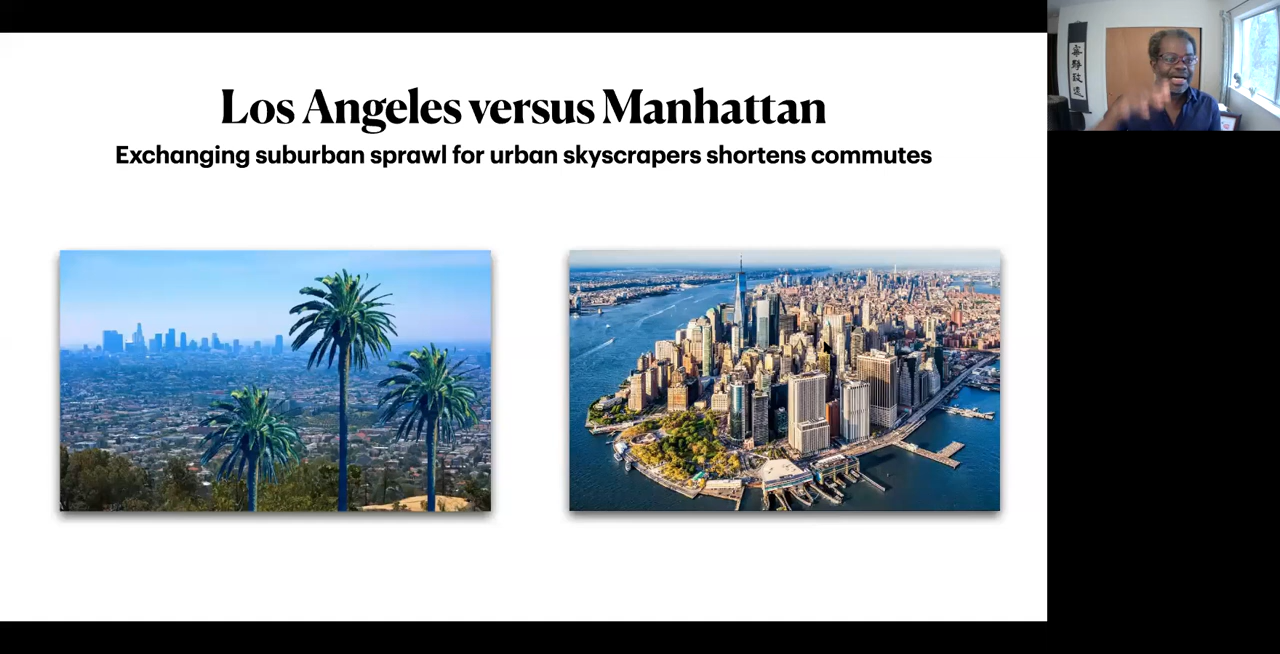 Los Angeles versus Manhattan
Exchanging suburban sprawl for urban skyscrapers shortens commutes